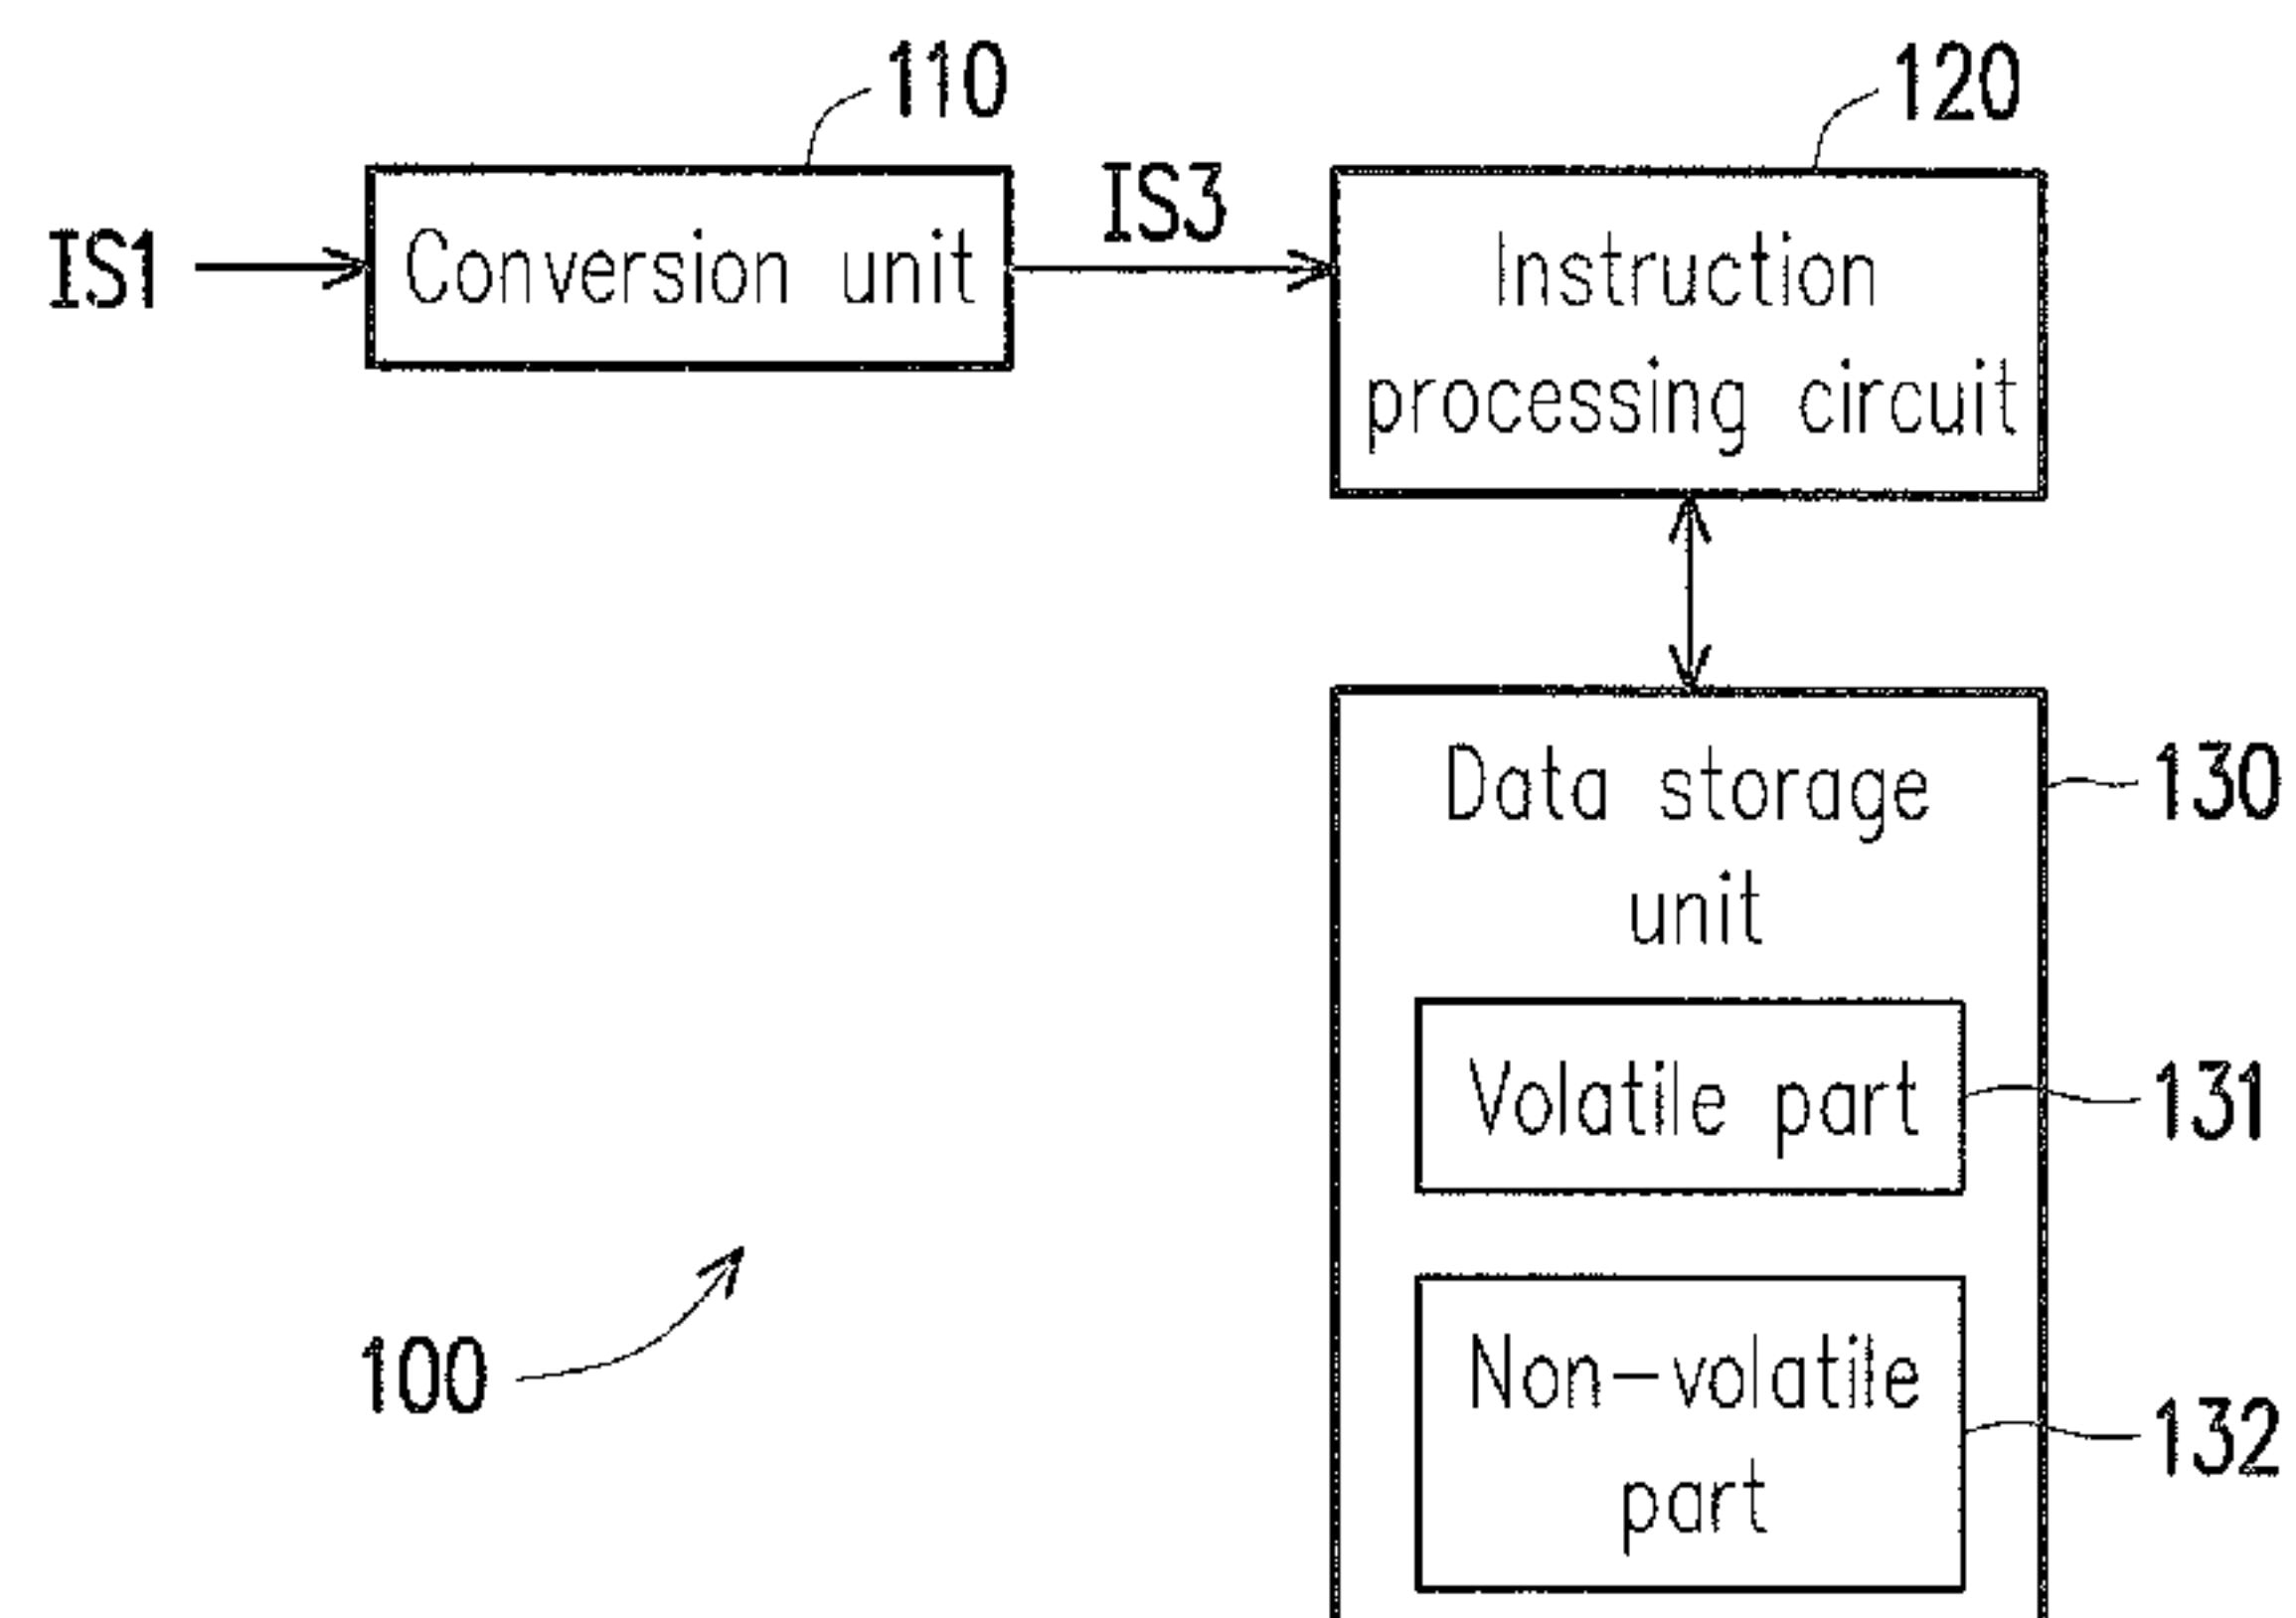 110
120
IS1
Conversion unit
IS3
Instruction
processing circuit
Data storage
unit
130
Volatile part
131
Non-volatile
part
132
100